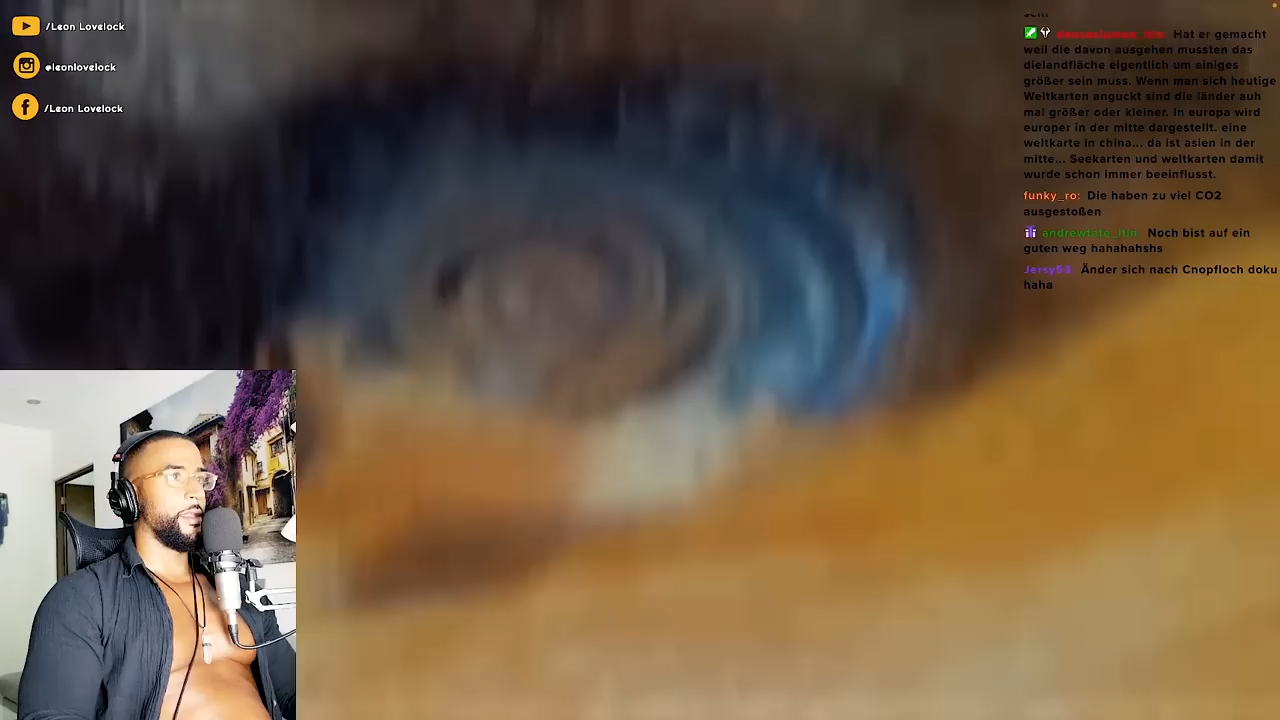 /Leon Lovelock
@leonlovelock
/Leon Lovelock
Hat er gemacht
weil die davon ausgehen mussten das
dielandfläche eigentlich um einiges
größer sein muss. Wenn man sich heutige
Weltkarten anguckt sind die länder auh
mal größer oder kleiner. In europa wird
europer in der mitte dargestellt. eine
weltkarte in china... da ist asien in der
mitte... Seekarten und weltkarten damit
wurde schon immer beeinflusst.
funky_ro: Die haben zu viel CO2
ausgestoßen
andrewtate_itin: Noch bist auf ein
guten weg hahahahshs
Jersy53: Änder sich nach Cnopfloch doku
haha